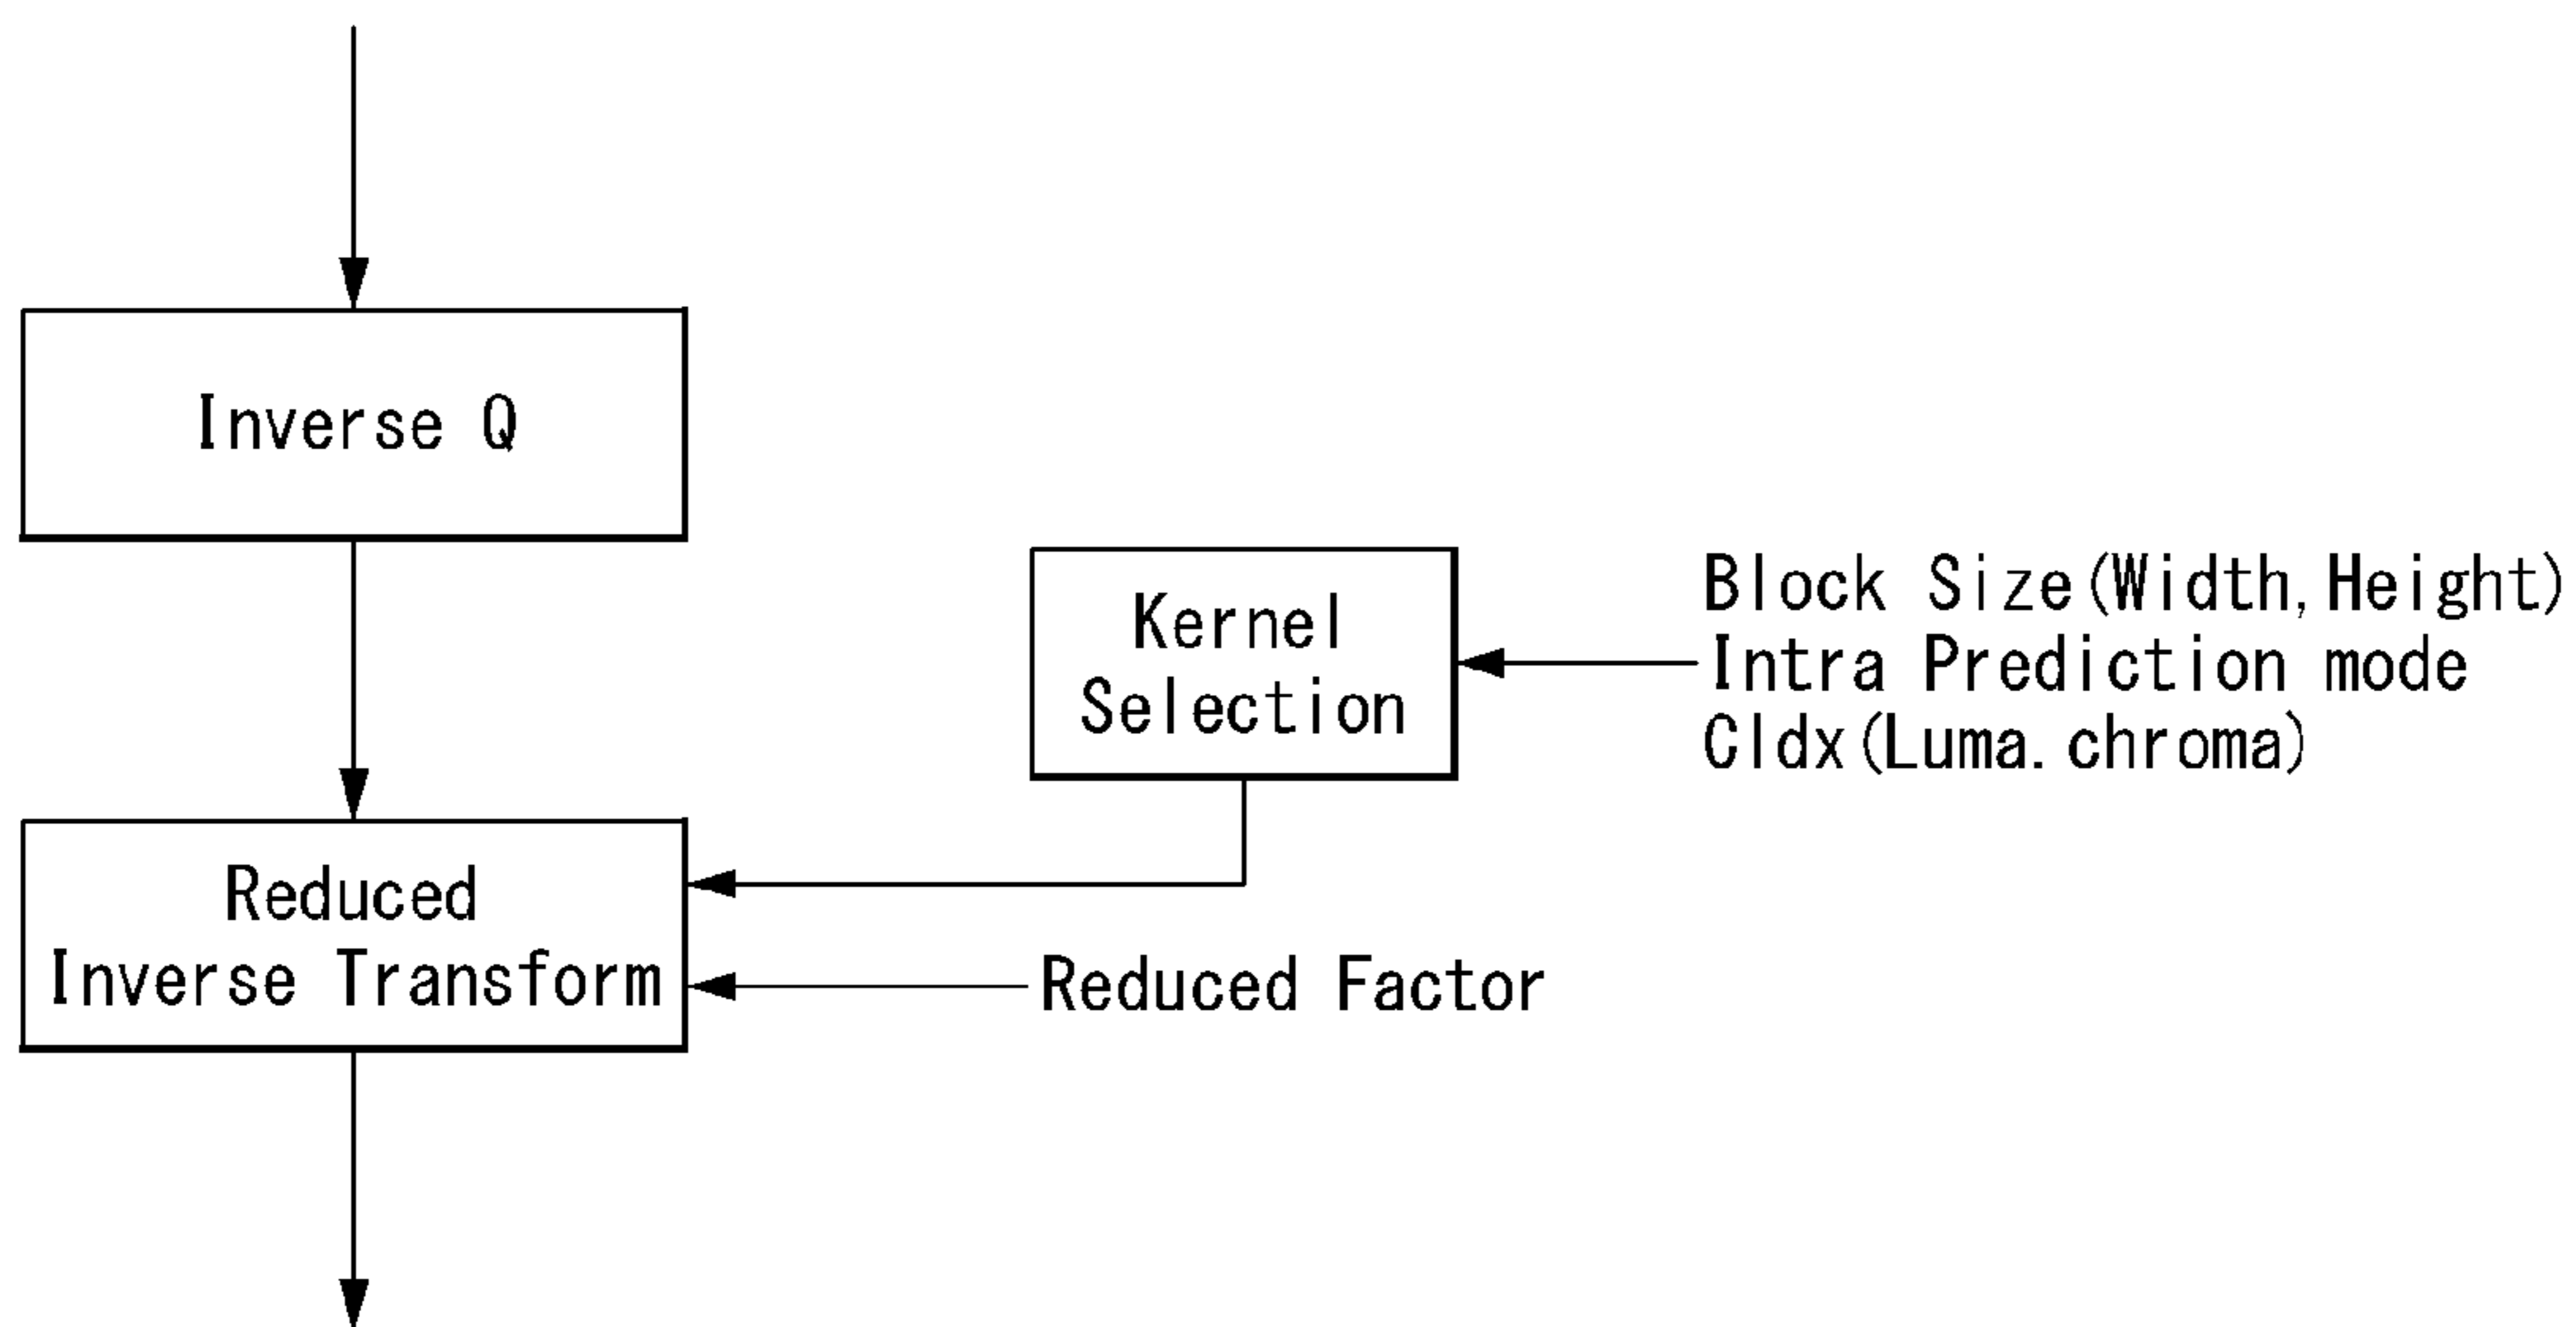 Inverse Q
Kernel
Selection
Block Size(Width,Height)
Intra Prediction mode
CIdx(Luma.chroma)
Reduced
Inverse Transform
Reduced Factor